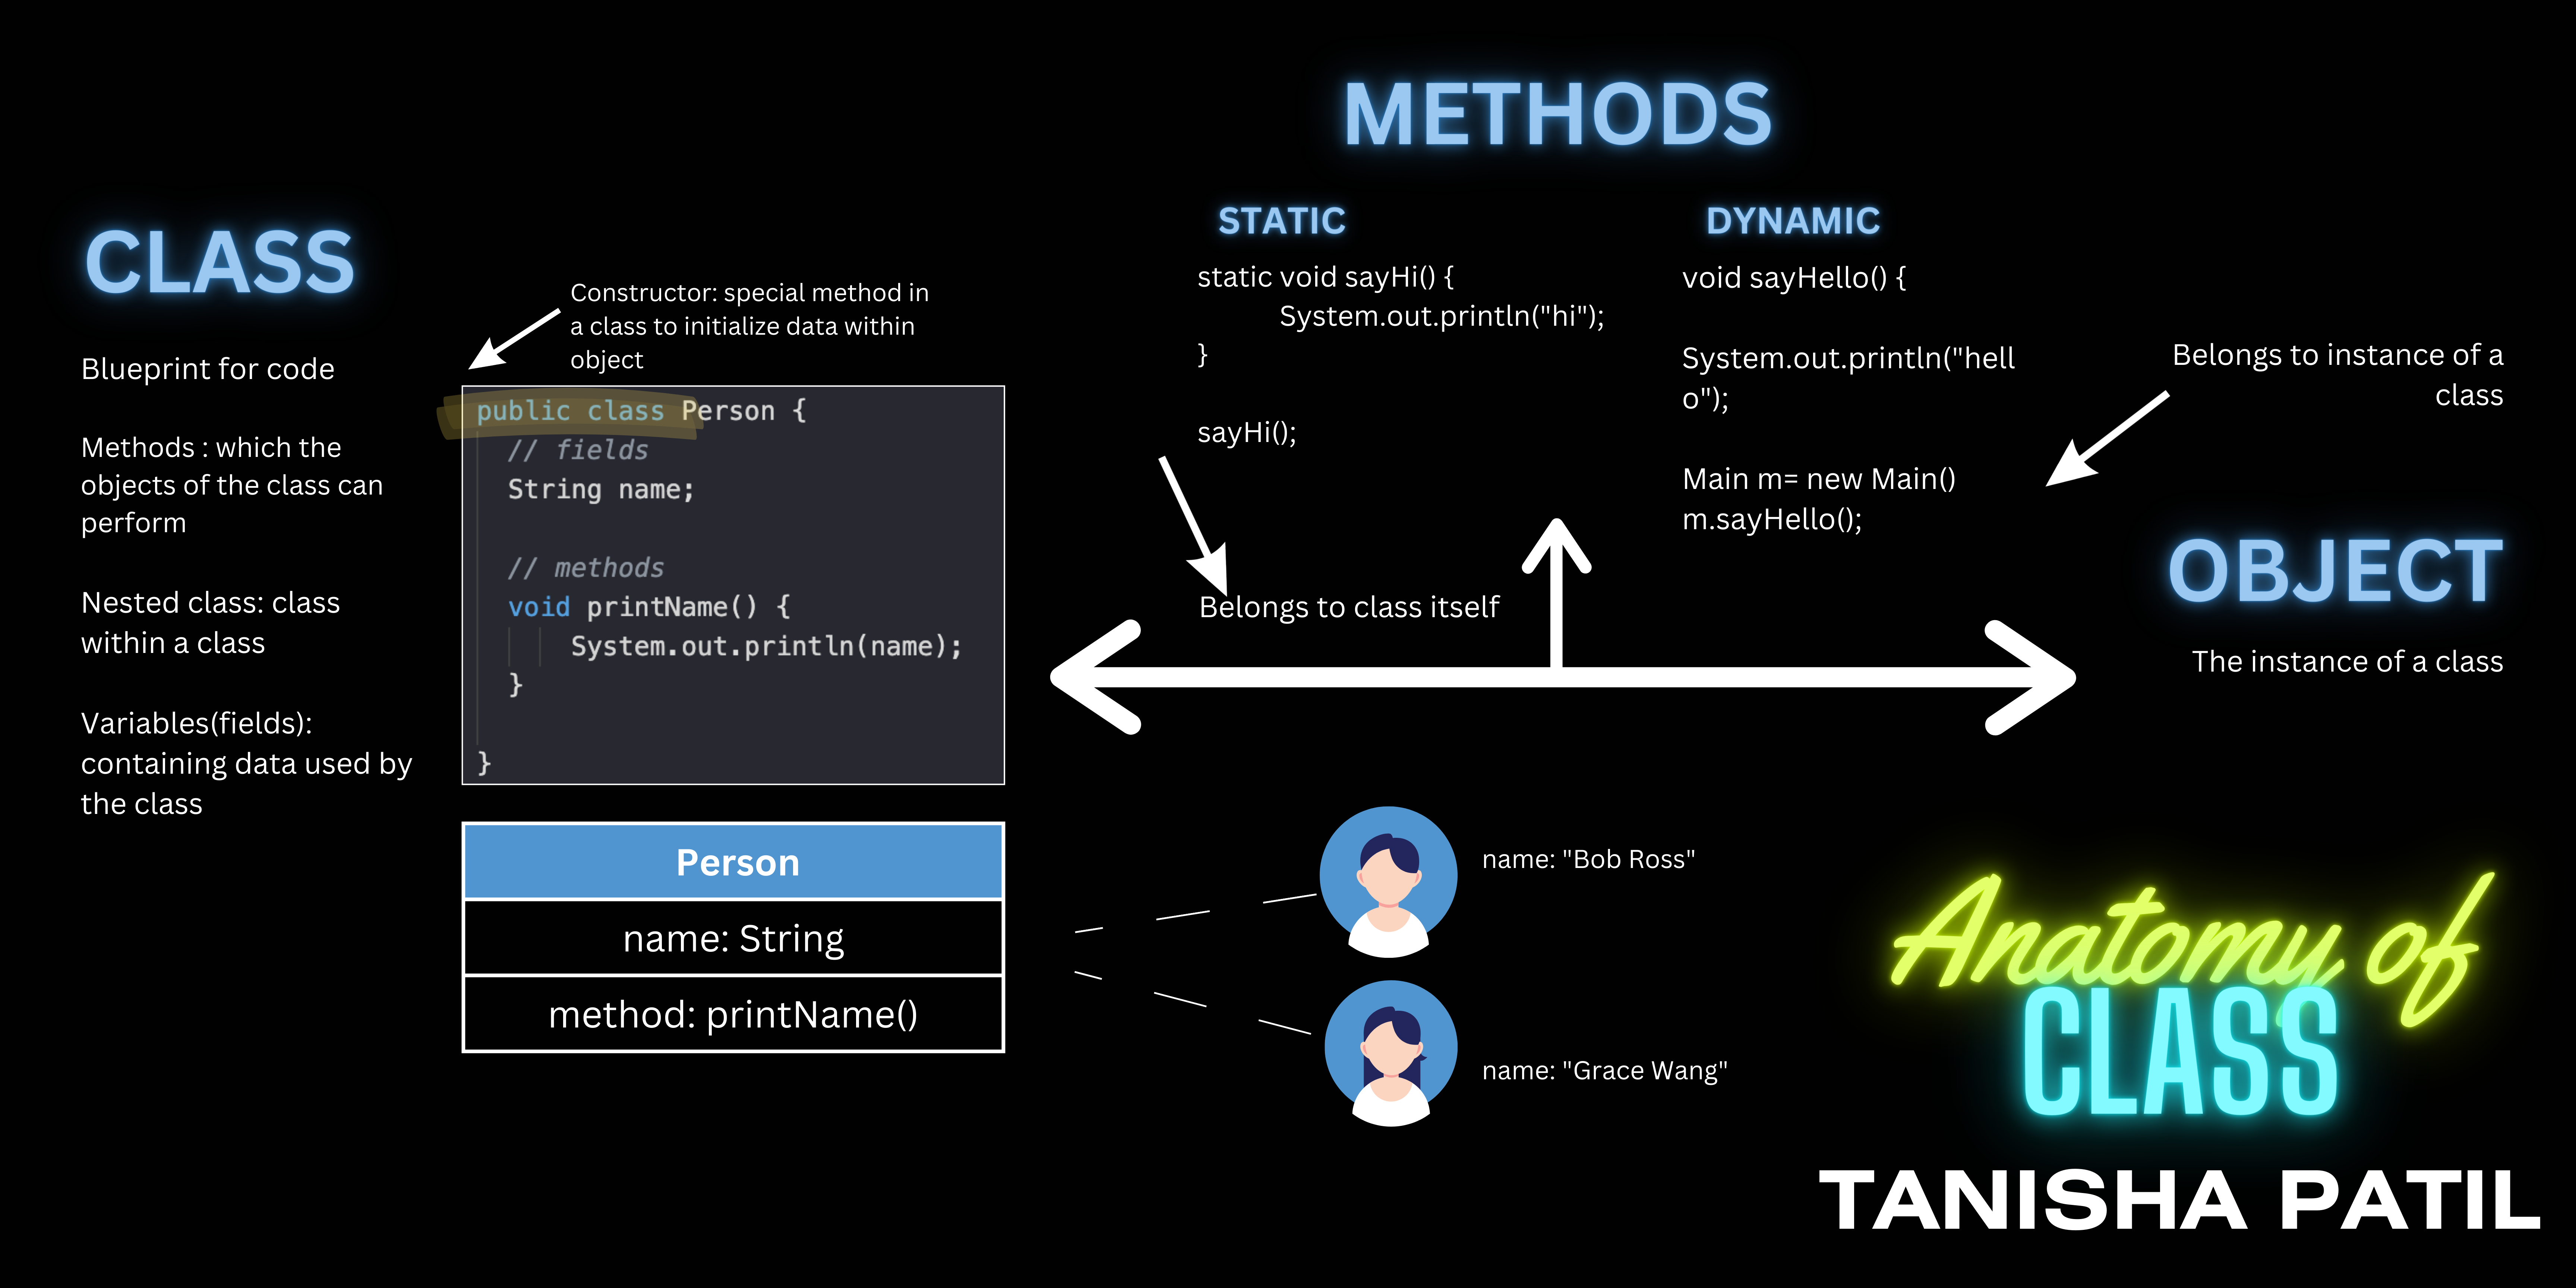 METHODS
CLASS
Blueprint for code
Methods : which the
objects of the class can
perform
Nested class: class
within a class
Variables(fields):
containing data used by
the class
Constructor: special method in
a class to initialize data within
object
public class Person {
// fields
String name;
// methods
void printName() {
System.out.println(name);
}
}
Person
name: String
method: printName()
STATIC
static void sayHi() {
System.out.println("hi");
}
sayHi();
Belongs to class itself
DYNAMIC
void sayHello() {
System.out.println("hell
o");
Main m= new Main()
m.sayHello();
Belongs to instance of a
class
OBJECT
The instance of a class
name: "Bob Ross"
name: "Grace Wang"
Anatomy of
CLASS
TANISHA PATIL